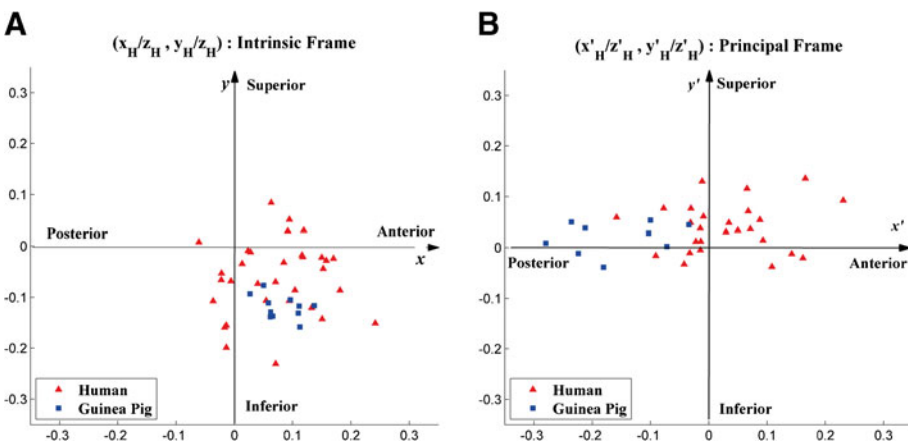 A
(x_H/z_H , y_H/z_H) : Intrinsic Frame
y
Superior
0.3
0.2
0.1
0
-0.1
-0.2
-0.3
Posterior
Anterior
x
Human
Guinea Pig
Inferior
-0.3 -0.2 -0.1 0 0.1 0.2 0.3
B
(x'_H/z'_H , y'_H/z'_H) : Principal Frame
y'
Superior
0.3
0.2
0.1
0
-0.1
-0.2
-0.3
x'
Posterior
Anterior
Human
Guinea Pig
Inferior
-0.3 -0.2 -0.1 0 0.1 0.2 0.3